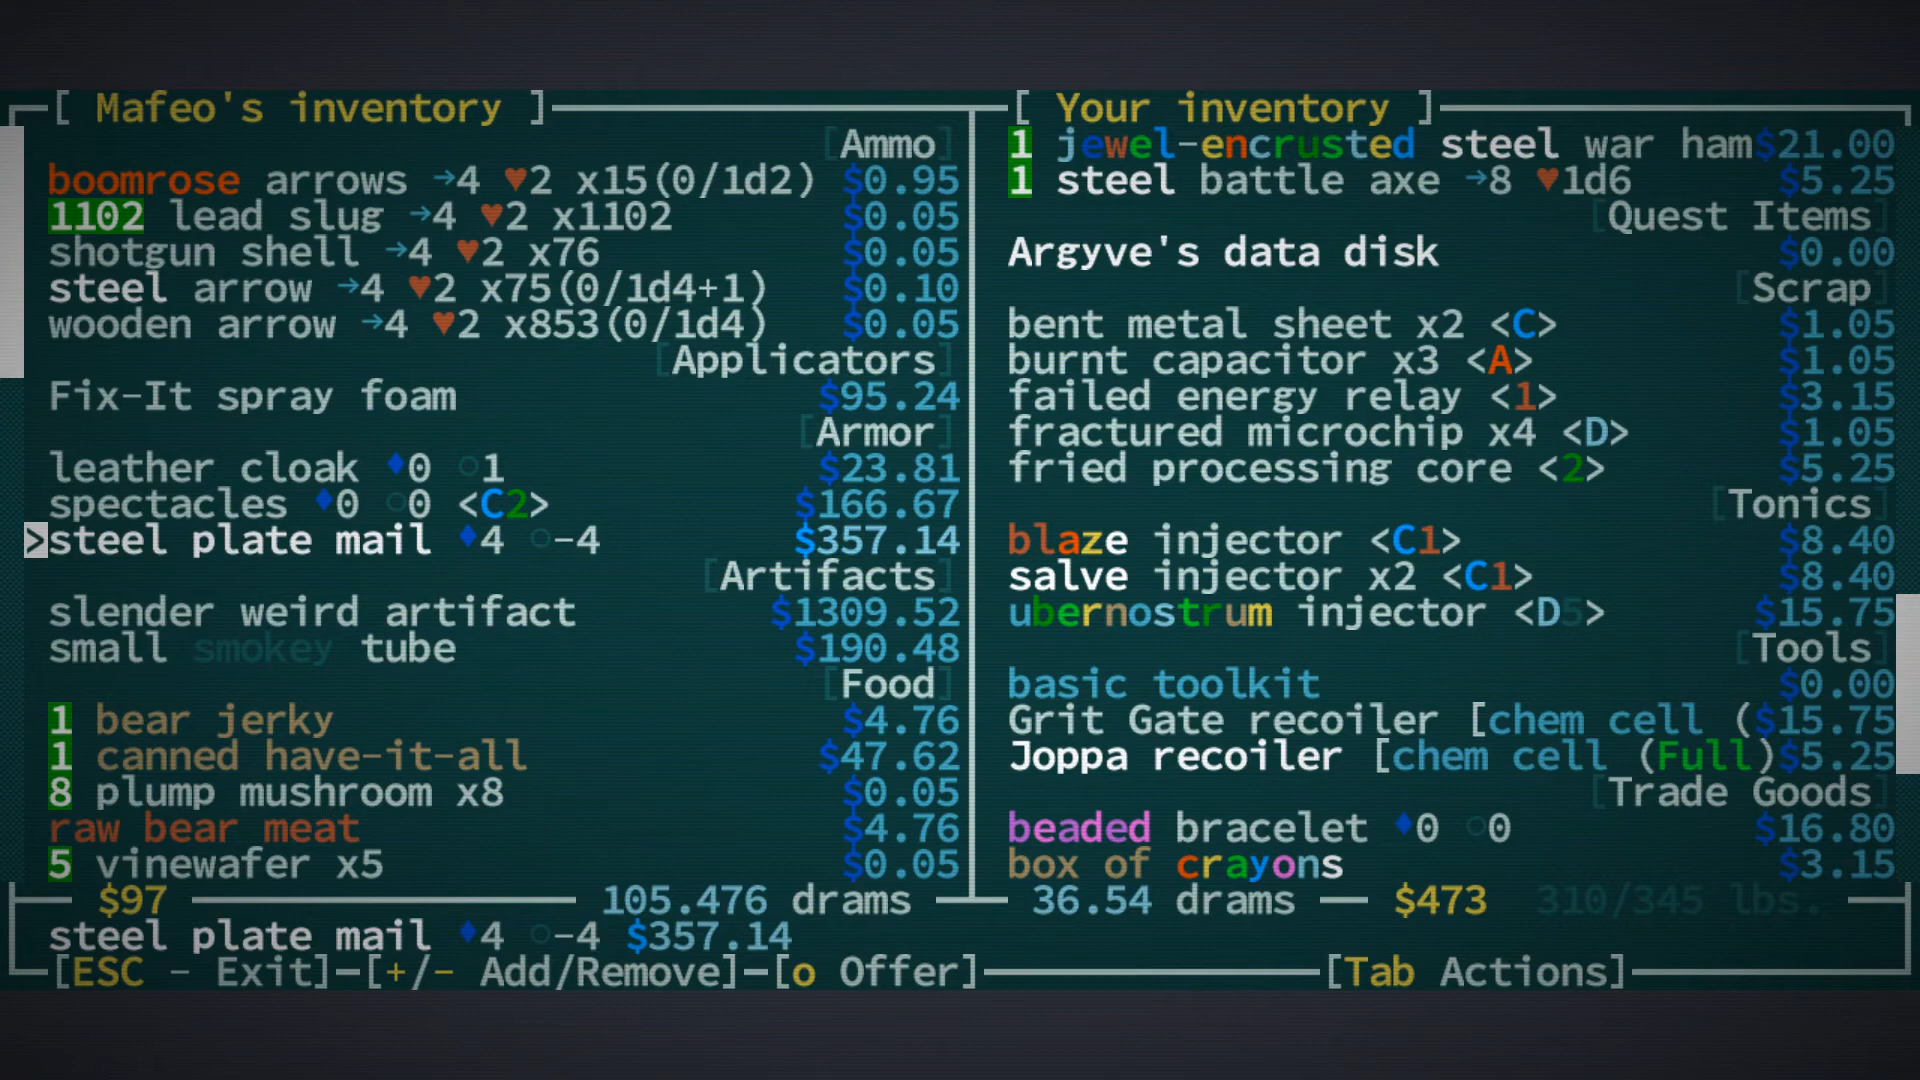 [ Mafeo's inventory ]
[Ammo]
boomrose arrows →4 ♥2 x15(0/1d2) $0.95
1102 lead slug →4 ♥2 x1102 $0.05
shotgun shell →4 ♥2 x76 $0.05
steel arrow →4 ♥2 x75(0/1d4+1) $0.10
wooden arrow →4 ♥2 x853(0/1d4) $0.05
[Applicators]
Fix-It spray foam $95.24
[Armor]
leather cloak ♦0 ○1 $23.81
spectacles ♦0 ○0 <C2> $166.67
>steel plate mail ♦4 ○-4 $357.14
[Artifacts]
slender weird artifact $1309.52
small smokey tube $190.48
[Food]
1 bear jerky $4.76
1 canned have-it-all $47.62
8 plump mushroom x8 $0.05
raw bear meat $4.76
5 vinewafer x5 $0.05
[ Your inventory ]
1 jewel-encrusted steel war ham$21.00
1 steel battle axe →8 ♥1d6 $5.25
[Quest Items]
Argyve's data disk $0.00
[Scrap]
bent metal sheet x2 <C> $1.05
burnt capacitor x3 <A> $1.05
failed energy relay <1> $3.15
fractured microchip x4 <D> $1.05
fried processing core <2> $5.25
[Tonics]
blaze injector <C1> $8.40
salve injector x2 <C1> $8.40
ubernostrum injector <D5> $15.75
[Tools]
basic toolkit $0.00
Grit Gate recoiler [chem cell ($15.75
Joppa recoiler [chem cell (Full)$5.25
[Trade Goods]
beaded bracelet ♦0 ○0 $16.80
box of crayons $3.15
$97 105.476 drams 36.54 drams $473 310/345 lbs.
steel plate mail ♦4 ○-4 $357.14
[ESC - Exit]-[+/- Add/Remove]-[o Offer] [Tab Actions]